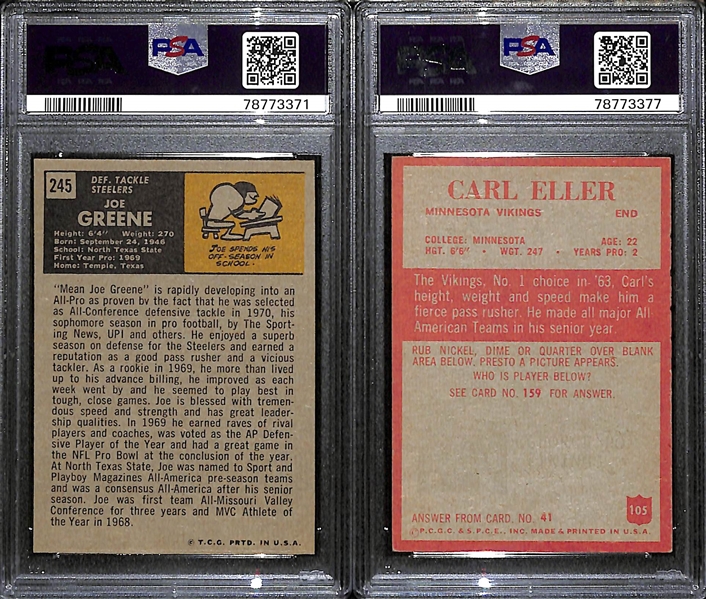 PSA
78773371
245
DEF. TACKLE
STEELERS
JOE
GREENE
Height: 6'4" Weight: 270
Born: September 24, 1946
School: North Texas State
First Year Pro: 1969
Home: Temple, Texas
JOE SPENDS HIS
OFF-SEASON IN
SCHOOL.
"Mean Joe Greene" is rapidly developing into an
All-Pro as proven by the fact that he was selected
as All-Conference defensive tackle in 1970, his
sophomore season in pro football, by The Sport-
ing News, UPI and others. He enjoyed a superb
season on defense for the Steelers and earned a
reputation as a good pass rusher and a vicious
tackler. As a rookie in 1969, he more than lived
up to his advance billing, he improved as each
week went by and he seemed to play best in
tough, close games. Joe is blessed with tremen-
dous speed and strength and has great leader-
ship qualities. In 1969 he earned raves of rival
players and coaches, was voted as the AP Defen-
sive Player of the Year and had a great game in
the NFL Pro Bowl at the conclusion of the year.
At North Texas State, Joe was named to Sport and
Playboy Magazines All-America pre-season teams
and was a consensus All-America after his senior
season. Joe was first team All-Missouri Valley
Conference for three years and MVC Athlete of
the Year in 1968.
© T.C.G. PRTD. IN U.S.A.
PSA
78773377
CARL ELLER
MINNESOTA VIKINGS END
COLLEGE: MINNESOTA AGE: 22
HGT. 6'6" • WGT. 247 • YEARS PRO: 2
The Vikings, No. 1 choice in '63, Carl's
height, weight and speed make him a
fierce pass rusher. He made all major All
American Teams in his senior year.
RUB NICKEL, DIME OR QUARTER OVER BLANK
AREA BELOW. PRESTO A PICTURE APPEARS.
WHO IS PLAYER BELOW?
SEE CARD NO. 159 FOR ANSWER.
105
ANSWER FROM CARD. NO. 41
© P.C.G.C. & S.P.C.E., INC. MADE & PRINTED IN U.S.A.